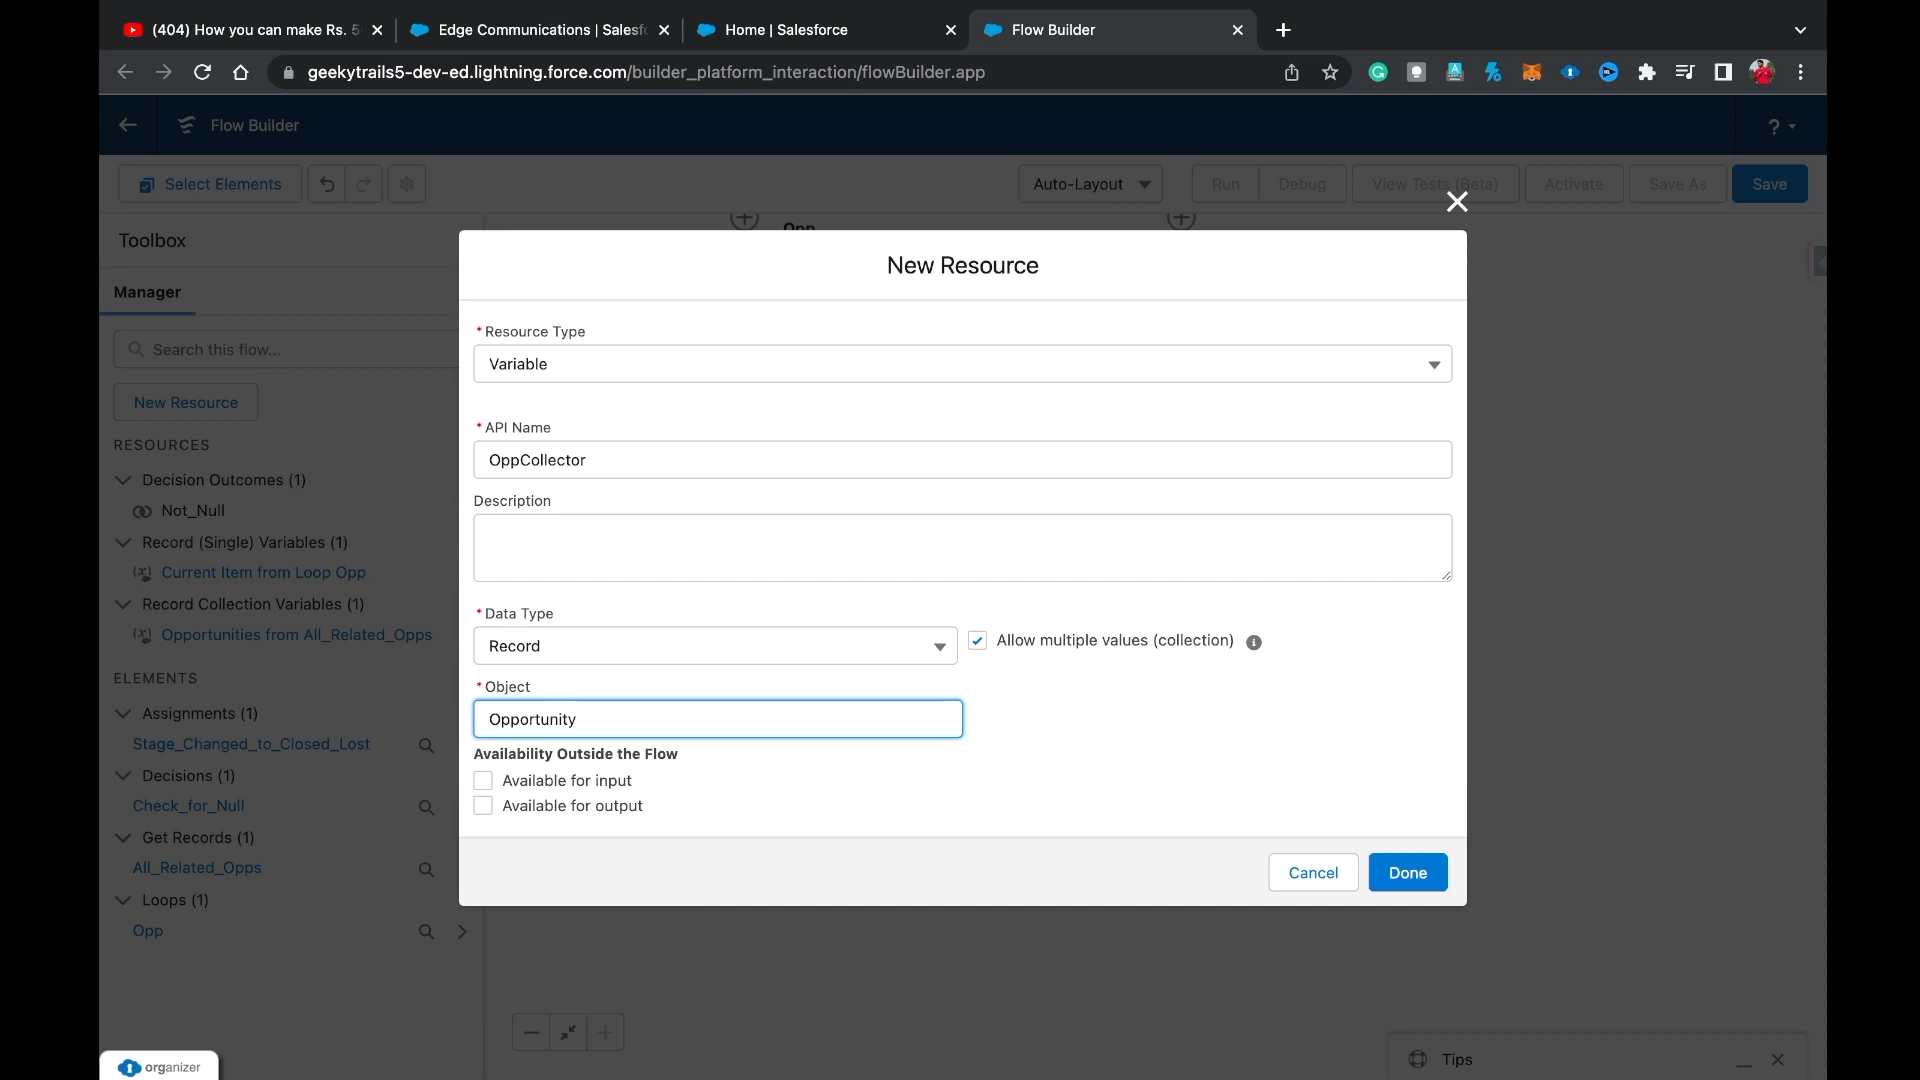 (404) How you can make Rs. 5
Edge Communications | Salesf
Home | Salesforce
Flow Builder
geekytrails5-dev-ed.lightning.force.com/builder_platform_interaction/flowBuilder.app
Flow Builder
?
Select Elements
Auto-Layout
Run
Debug
View Tests (Beta)
Activate
Save As
Save
Toolbox
Opp
New Resource
Manager
* Resource Type
Search this flow...
Variable
New Resource
* API Name
RESOURCES
OppCollector
Decision Outcomes (1)
Description
Not_Null
Record (Single) Variables (1)
Current Item from Loop Opp
Record Collection Variables (1)
* Data Type
Opportunities from All_Related_Opps
Record
Allow multiple values (collection)
ELEMENTS
* Object
Assignments (1)
Opportunity
Stage_Changed_to_Closed_Lost
Availability Outside the Flow
Decisions (1)
Available for input
Check_for_Null
Available for output
Get Records (1)
All_Related_Opps
Cancel
Done
Loops (1)
Opp
Tips
organizer